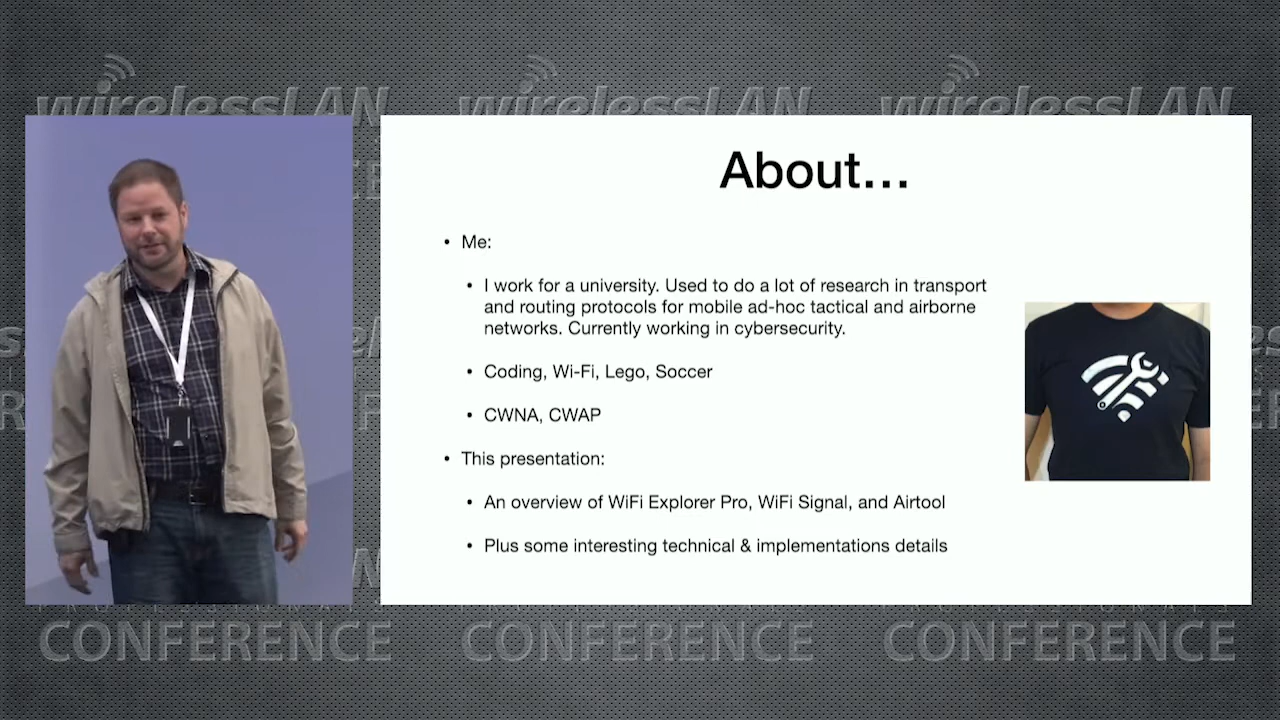 wirelessLAN wirelessLAN wirelessLAN
About...
• Me:
• I work for a university. Used to do a lot of research in transport
and routing protocols for mobile ad-hoc tactical and airborne
networks. Currently working in cybersecurity.
• Coding, Wi-Fi, Lego, Soccer
• CWNA, CWAP
• This presentation:
• An overview of WiFi Explorer Pro, WiFi Signal, and Airtool
• Plus some interesting technical & implementations details
CONFERENCE CONFERENCE CONFERENCE